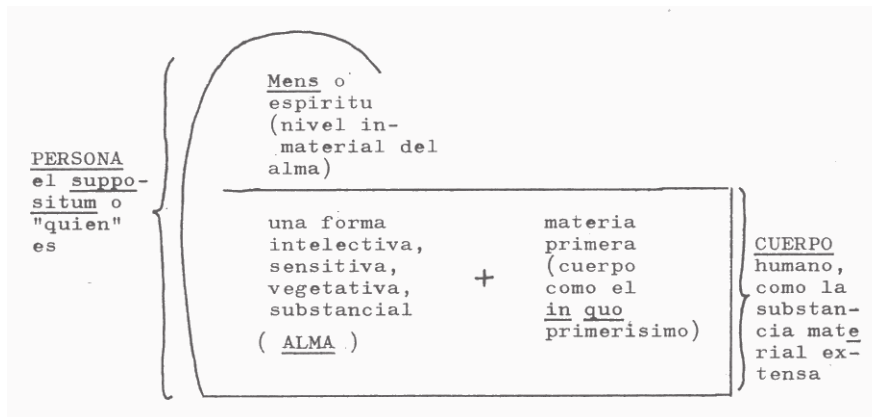 PERSONA
el suppo-
situm o
"quien"
es
Mens o
espiritu
(nivel in-
material del
alma)
una forma
intelectiva,
sensitiva,
vegetativa,
substancial
( ALMA )
+
materia
primera
(cuerpo
como el
in quo
primerisimo)
CUERPO
humano,
como la
substan-
cia mate
rial ex-
tensa